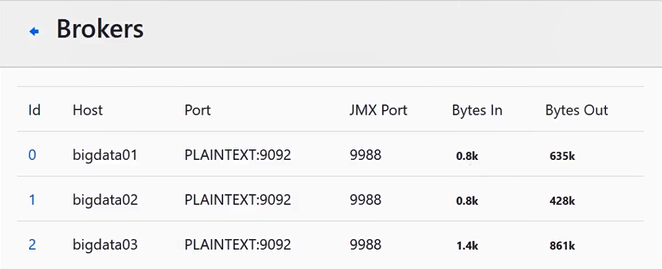 Brokers
Id Host Port JMX Port Bytes In Bytes Out
0 bigdata01 PLAINTEXT:9092 9988 0.8k 635k
1 bigdata02 PLAINTEXT:9092 9988 0.8k 428k
2 bigdata03 PLAINTEXT:9092 9988 1.4k 861k